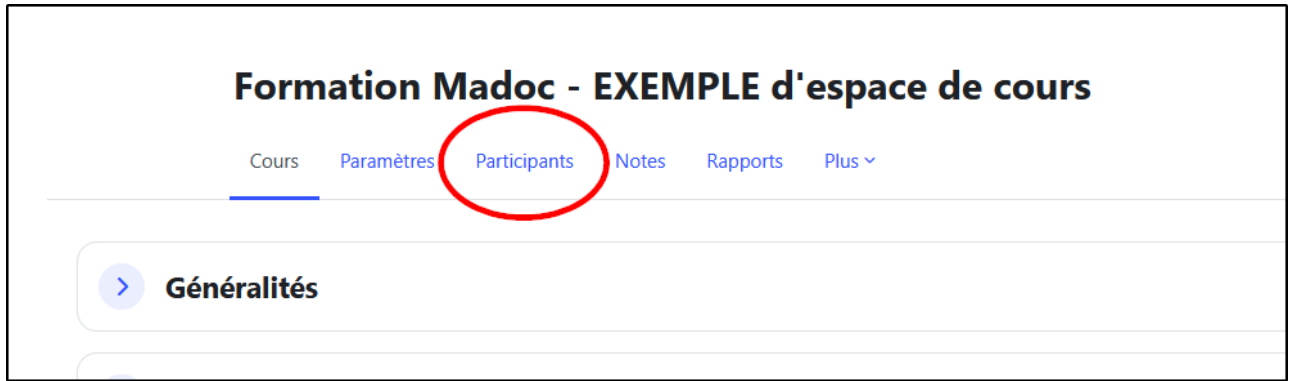 Formation Madoc - EXEMPLE d'espace de cours
Cours Paramètres Participants Notes Rapports Plus
Généralités